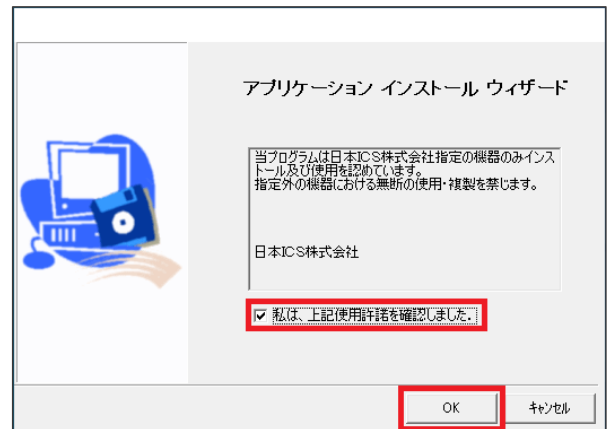 アプリケーション インストール ウィザード
当プログラムは日本ICS株式会社指定の機器のみインス
トール及び使用を認めています。
指定外の機器における無断の使用・複製を禁じます。
日本ICS株式会社
私は、上記使用許諾を確認しました.
OK
キャンセル